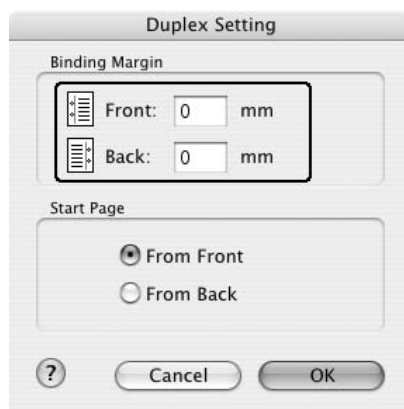 Duplex Setting
Binding Margin
Front: 0 mm
Back: 0 mm
Start Page
From Front
From Back
? Cancel OK